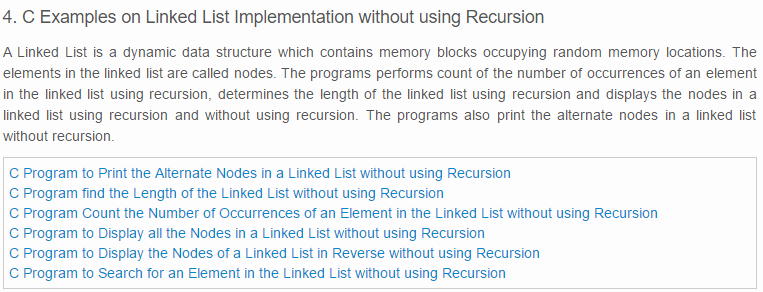 4. C Examples on Linked List Implementation without using Recursion
A Linked List is a dynamic data structure which contains memory blocks occupying random memory locations. The
elements in the linked list are called nodes. The programs performs count of the number of occurrences of an element
in the linked list using recursion, determines the length of the linked list using recursion and displays the nodes in a
linked list using recursion and without using recursion. The programs also print the alternate nodes in a linked list
without recursion.
C Program to Print the Alternate Nodes in a Linked List without using Recursion
C Program find the Length of the Linked List without using Recursion
C Program Count the Number of Occurrences of an Element in the Linked List without using Recursion
C Program to Display all the Nodes in a Linked List without using Recursion
C Program to Display the Nodes of a Linked List in Reverse without using Recursion
C Program to Search for an Element in the Linked List without using Recursion